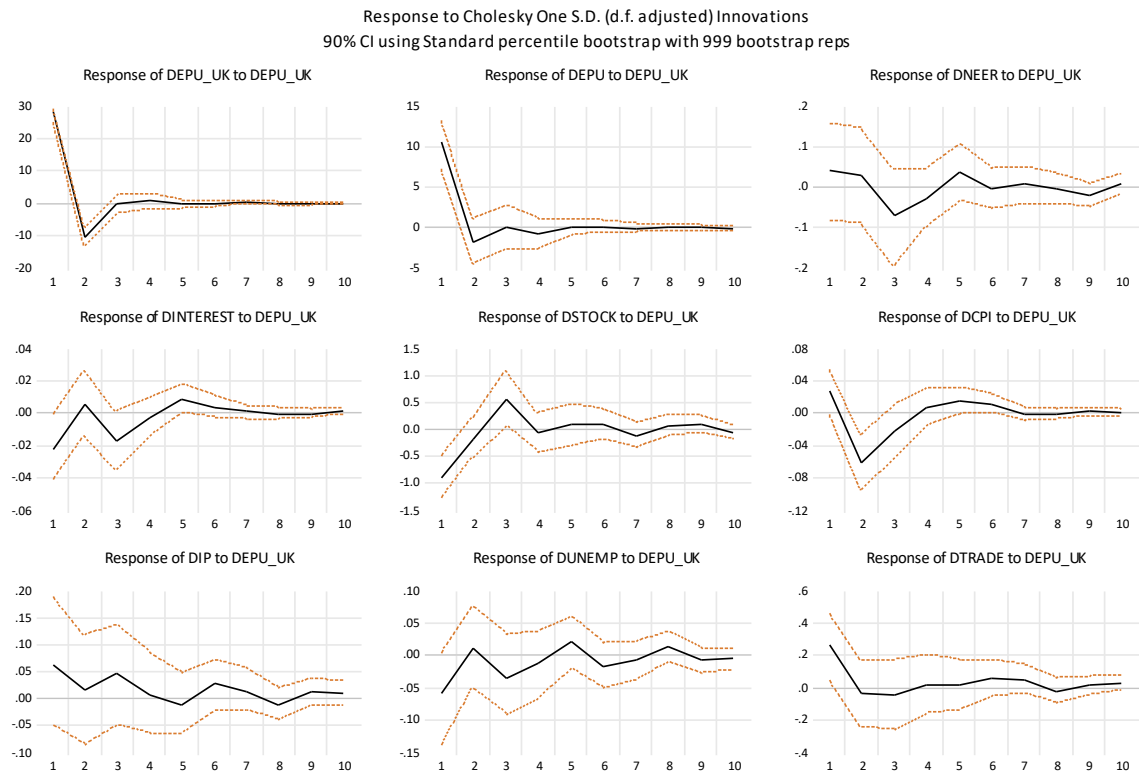 Response to Cholesky One S.D. (d.f. adjusted) Innovations
90% CI using Standard percentile bootstrap with 999 bootstrap reps
Response of DEPU_UK to DEPU_UK
30
20
10
0
-10
-20
1 2 3 4 5 6 7 8 9 10
Response of DEPU to DEPU_UK
15
10
5
0
-5
1 2 3 4 5 6 7 8 9 10
Response of DNEER to DEPU_UK
.2
.1
.0
-.1
-.2
1 2 3 4 5 6 7 8 9 10
Response of DINTEREST to DEPU_UK
.04
.02
.00
-.02
-.04
-.06
1 2 3 4 5 6 7 8 9 10
Response of DSTOCK to DEPU_UK
1.5
1.0
0.5
0.0
-0.5
-1.0
-1.5
1 2 3 4 5 6 7 8 9 10
Response of DCPI to DEPU_UK
.08
.04
.00
-.04
-.08
-.12
1 2 3 4 5 6 7 8 9 10
Response of DIP to DEPU_UK
.20
.15
.10
.05
.00
-.05
-.10
1 2 3 4 5 6 7 8 9 10
Response of DUNEMP to DEPU_UK
.10
.05
.00
-.05
-.10
-.15
1 2 3 4 5 6 7 8 9 10
Response of DTRADE to DEPU_UK
.6
.4
.2
.0
-.2
-.4
1 2 3 4 5 6 7 8 9 10